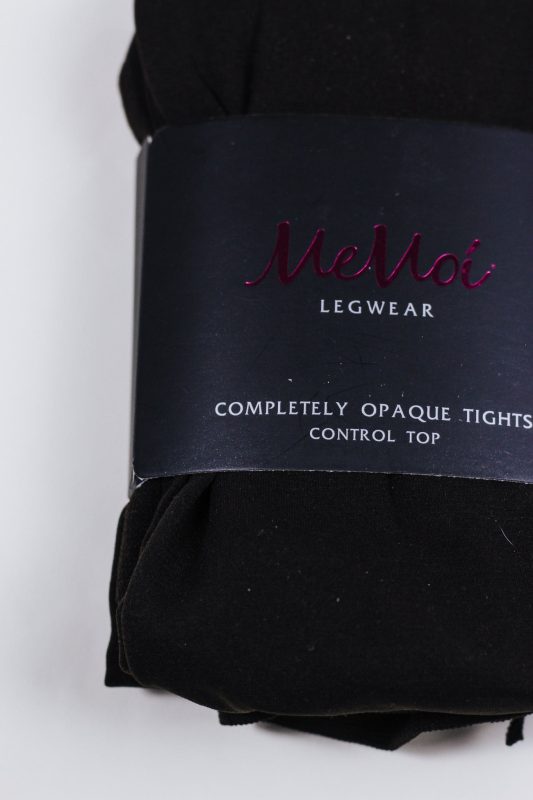 MeMoi
LEGWEAR
COMPLETELY OPAQUE TIGHTS
CONTROL TOP